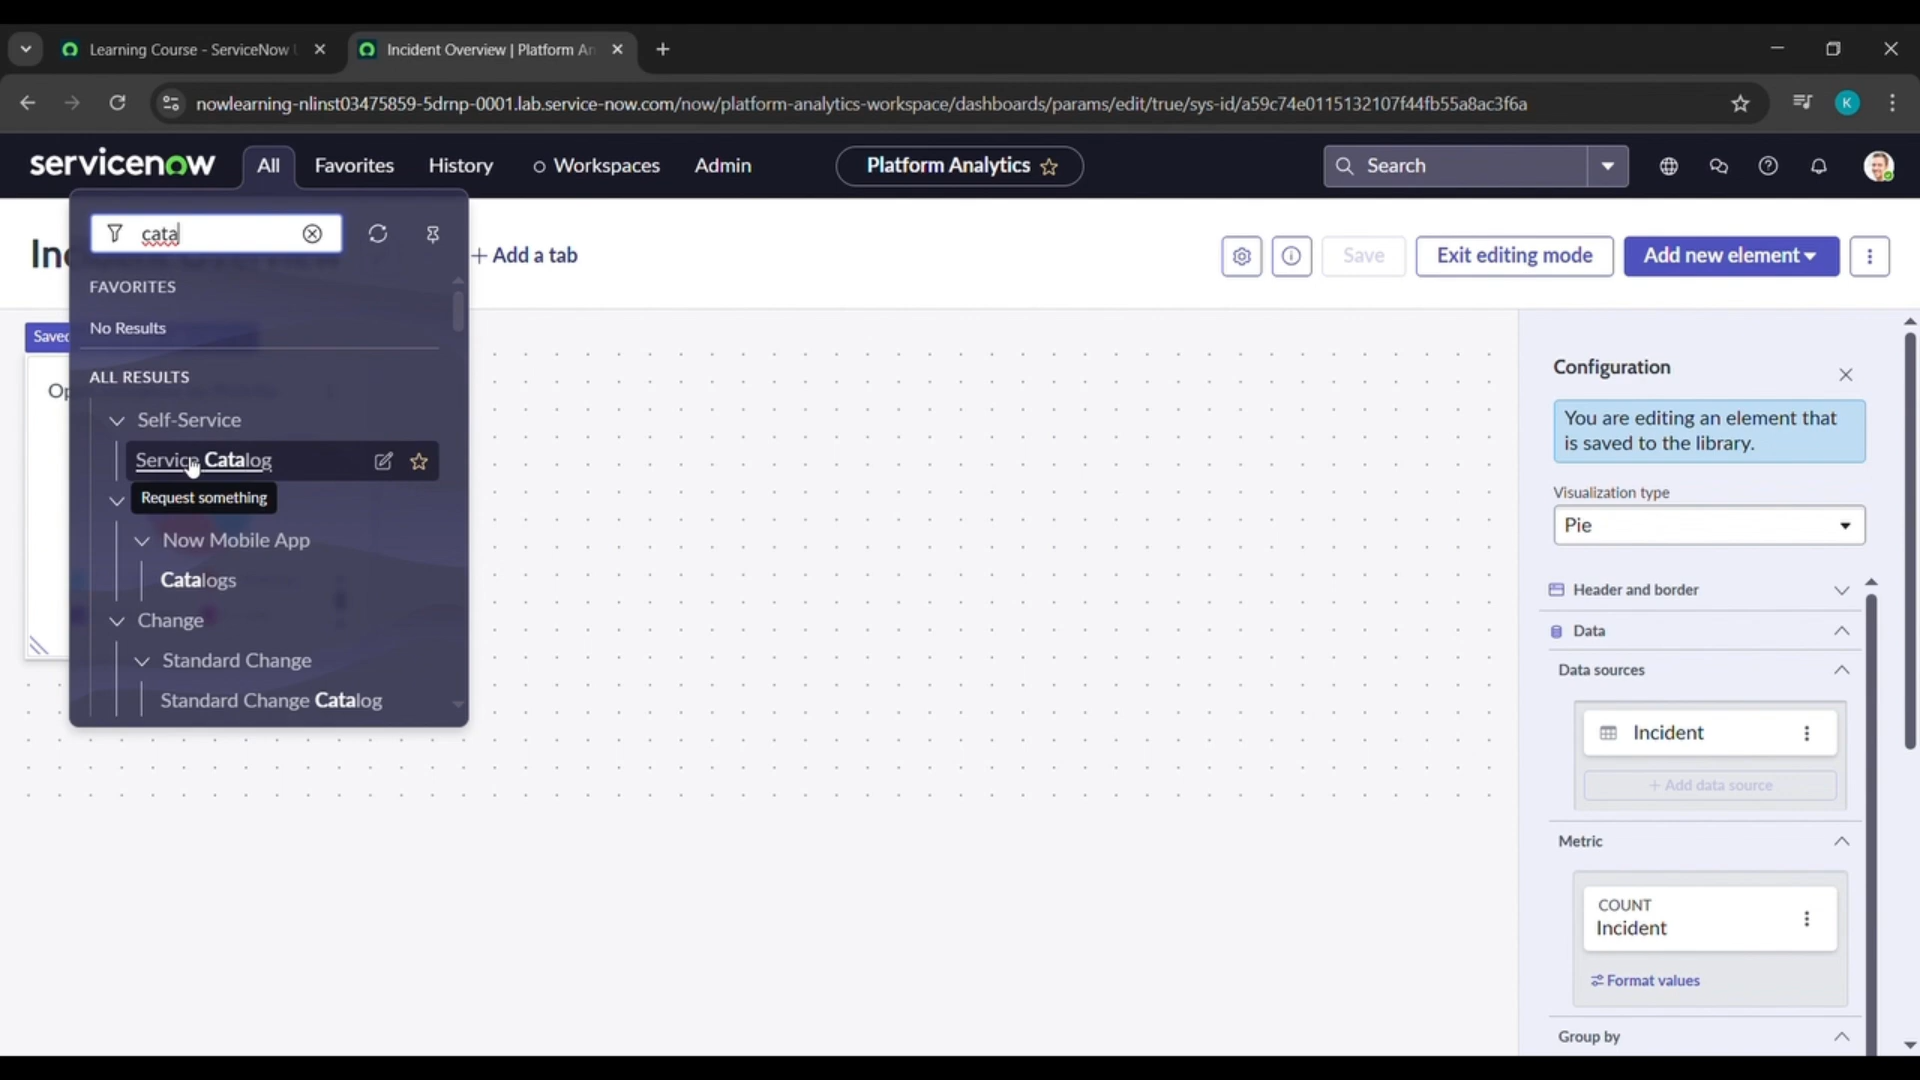 Learning Course - ServiceNow
Incident Overview | Platform An
nowlearning-nlinst03475859-5drnp-0001.lab.service-now.com/now/platform-analytics-workspace/dashboards/params/edit/true/sys-id/a59c74e0115132107f44fb55a8ac3f6a
K
servicenow
All
Favorites
History
Workspaces
Admin
Platform Analytics
Search
cata
Inc
+ Add a tab
Save
Exit editing mode
Add new element
FAVORITES
No Results
ALL RESULTS
Self-Service
Service Catalog
Request something
Now Mobile App
Catalogs
Change
Standard Change
Standard Change Catalog
Saved
Op
Configuration
You are editing an element that
is saved to the library.
Visualization type
Pie
Header and border
Data
Data sources
Incident
+ Add data source
Metric
COUNT
Incident
Format values
Group by